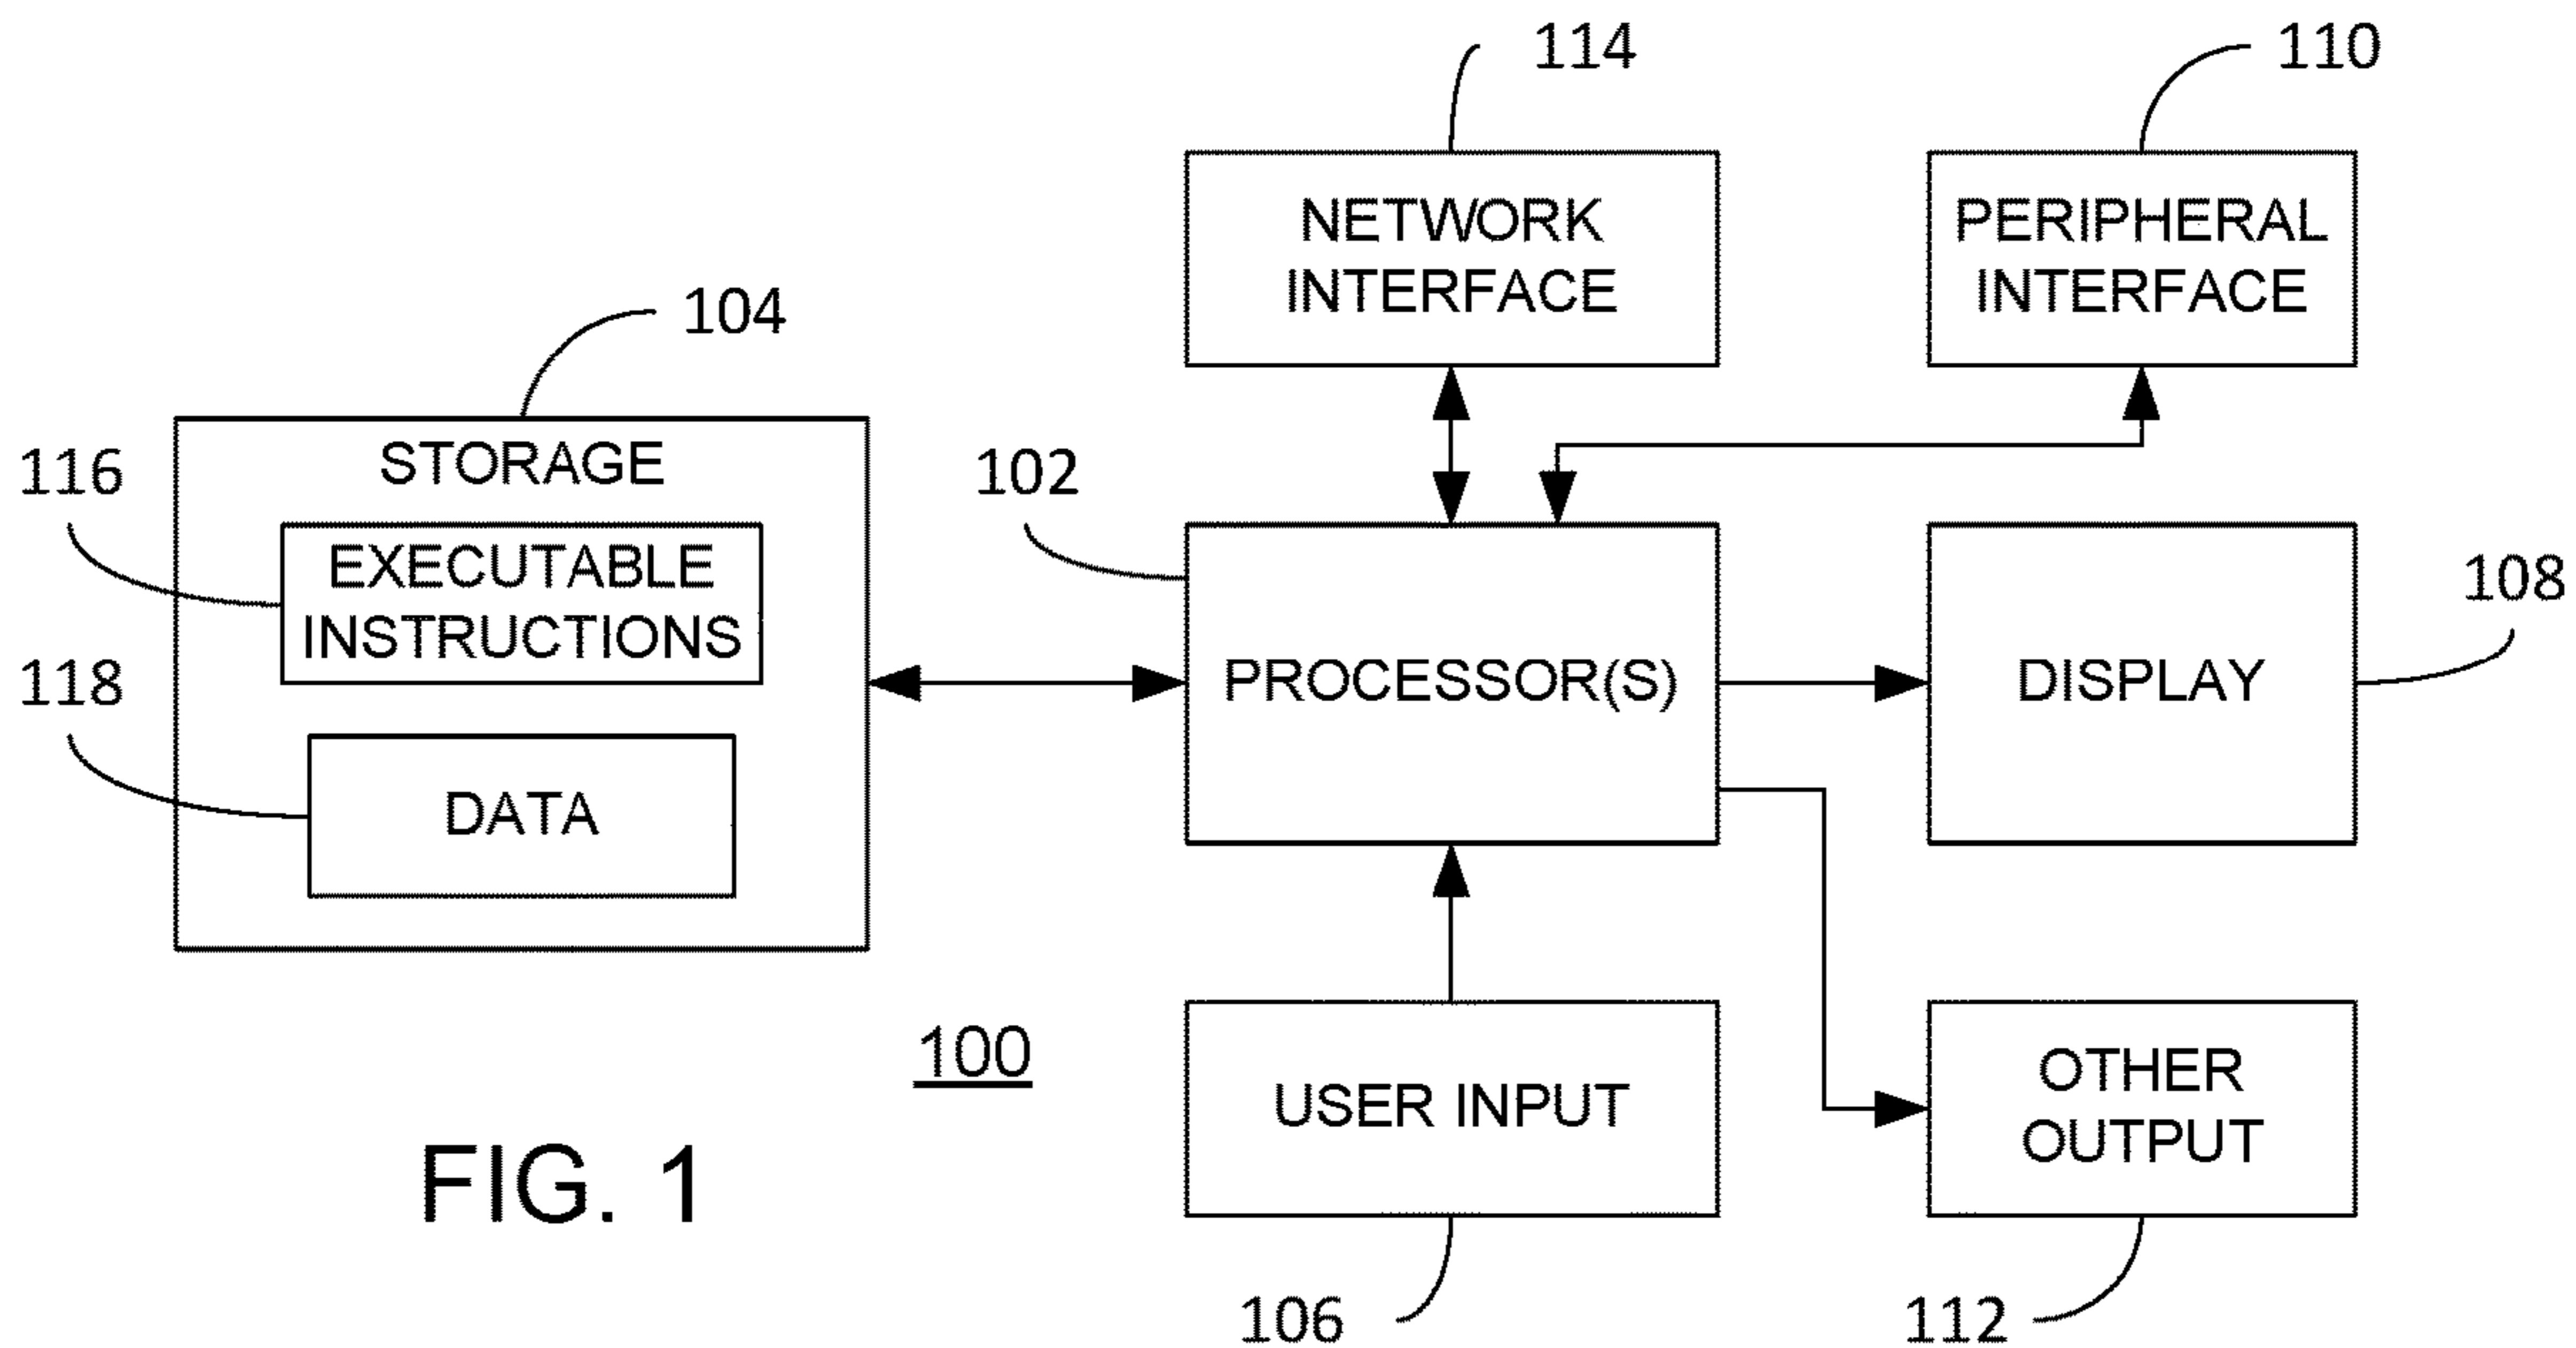 114
110
NETWORK
INTERFACE
PERIPHERAL
INTERFACE
104
STORAGE
116
102
EXECUTABLE
INSTRUCTIONS
108
118
PROCESSOR(S)
DISPLAY
DATA
100
USER INPUT
OTHER
OUTPUT
FIG. 1
106
112